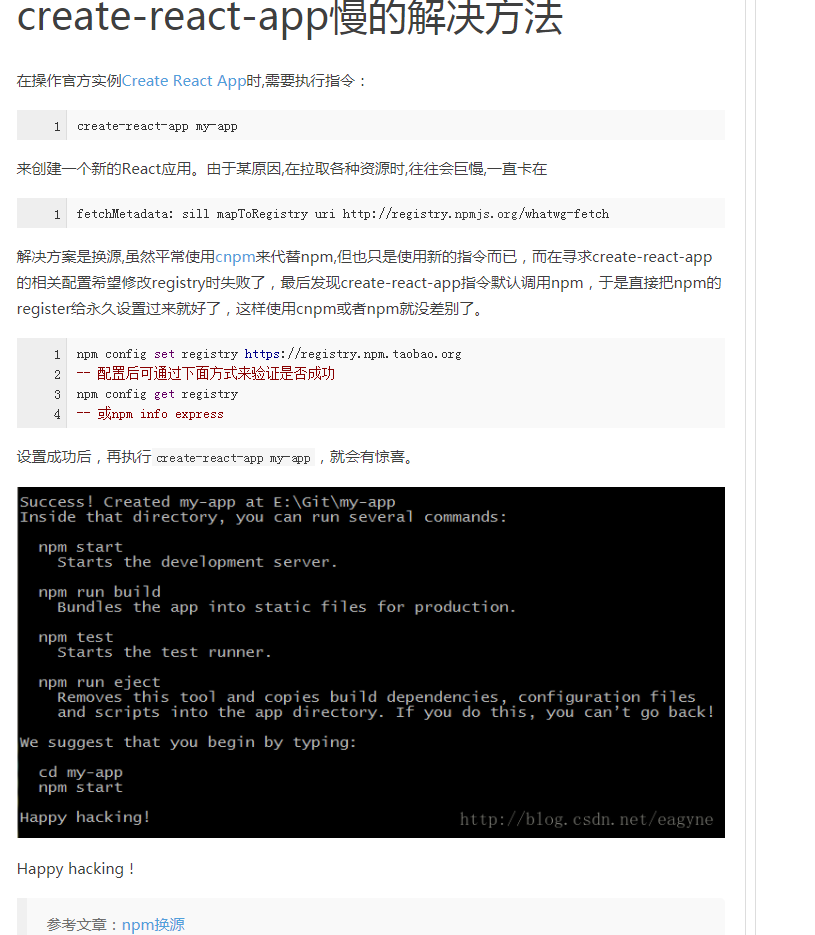 create-react-app慢的解决方法
在操作官方实例Create React App时,需要执行指令：
1 create-react-app my-app
来创建一个新的React应用。由于某原因,在拉取各种资源时,往往会巨慢,一直卡在
1 fetchMetadata: sill mapToRegistry uri http://registry.npmjs.org/whatwg-fetch
解决方案是换源,虽然平常使用cnpm来代替npm,但也只是使用新的指令而已，而在寻求create-react-app
的相关配置希望修改registry时失败了，最后发现create-react-app指令默认调用npm，于是直接把npm的
register给永久设置过来就好了，这样使用cnpm或者npm就没差别了。
1 npm config set registry https://registry.npm.taobao.org
2 -- 配置后可通过下面方式来验证是否成功
3 npm config get registry
4 -- 或npm info express
设置成功后，再执行 create-react-app my-app ，就会有惊喜。
Success! Created my-app at E:\Git\my-app
Inside that directory, you can run several commands:
npm start
Starts the development server.
npm run build
Bundles the app into static files for production.
npm test
Starts the test runner.
npm run eject
Removes this tool and copies build dependencies, configuration files
and scripts into the app directory. If you do this, you can't go back!
We suggest that you begin by typing:
cd my-app
npm start
Happy hacking!
http://blog.csdn.net/eagyne
Happy hacking！
参考文章：npm换源